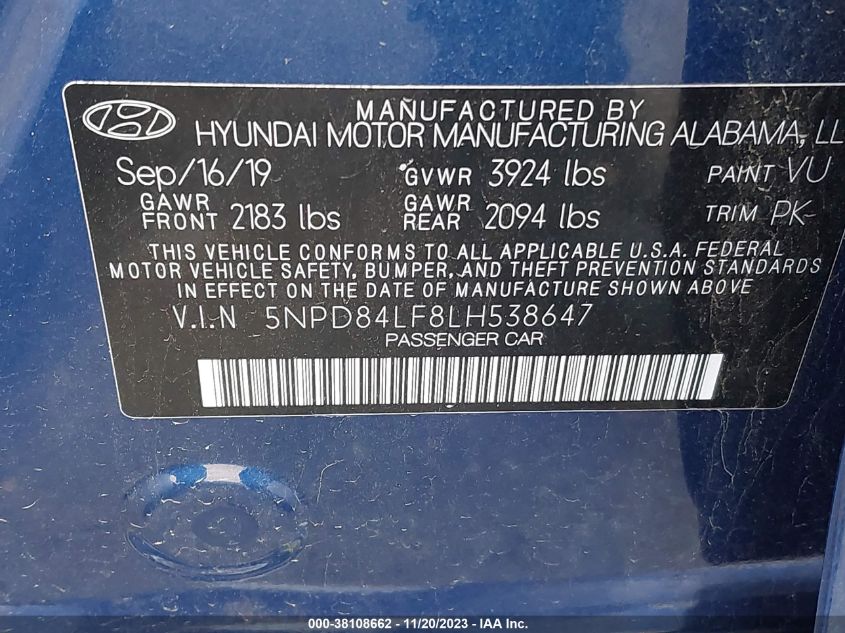 MANUFACTURED BY
HYUNDAI MOTOR MANUFACTURING ALABAMA, LL
Sep/16/19 GVWR 3924 lbs PAINT VU
GAWR FRONT 2183 lbs GAWR REAR 2094 lbs TRIM PK
THIS VEHICLE CONFORMS TO ALL APPLICABLE U.S.A. FEDERAL
MOTOR VEHICLE SAFETY, BUMPER, AND THEFT PREVENTION STANDARDS
IN EFFECT ON THE DATE OF MANUFACTURE SHOWN ABOVE
V.I.N 5NPD84LF8LH538647
PASSENGER CAR
000-38108662 - 11/20/2023 - IAA Inc.